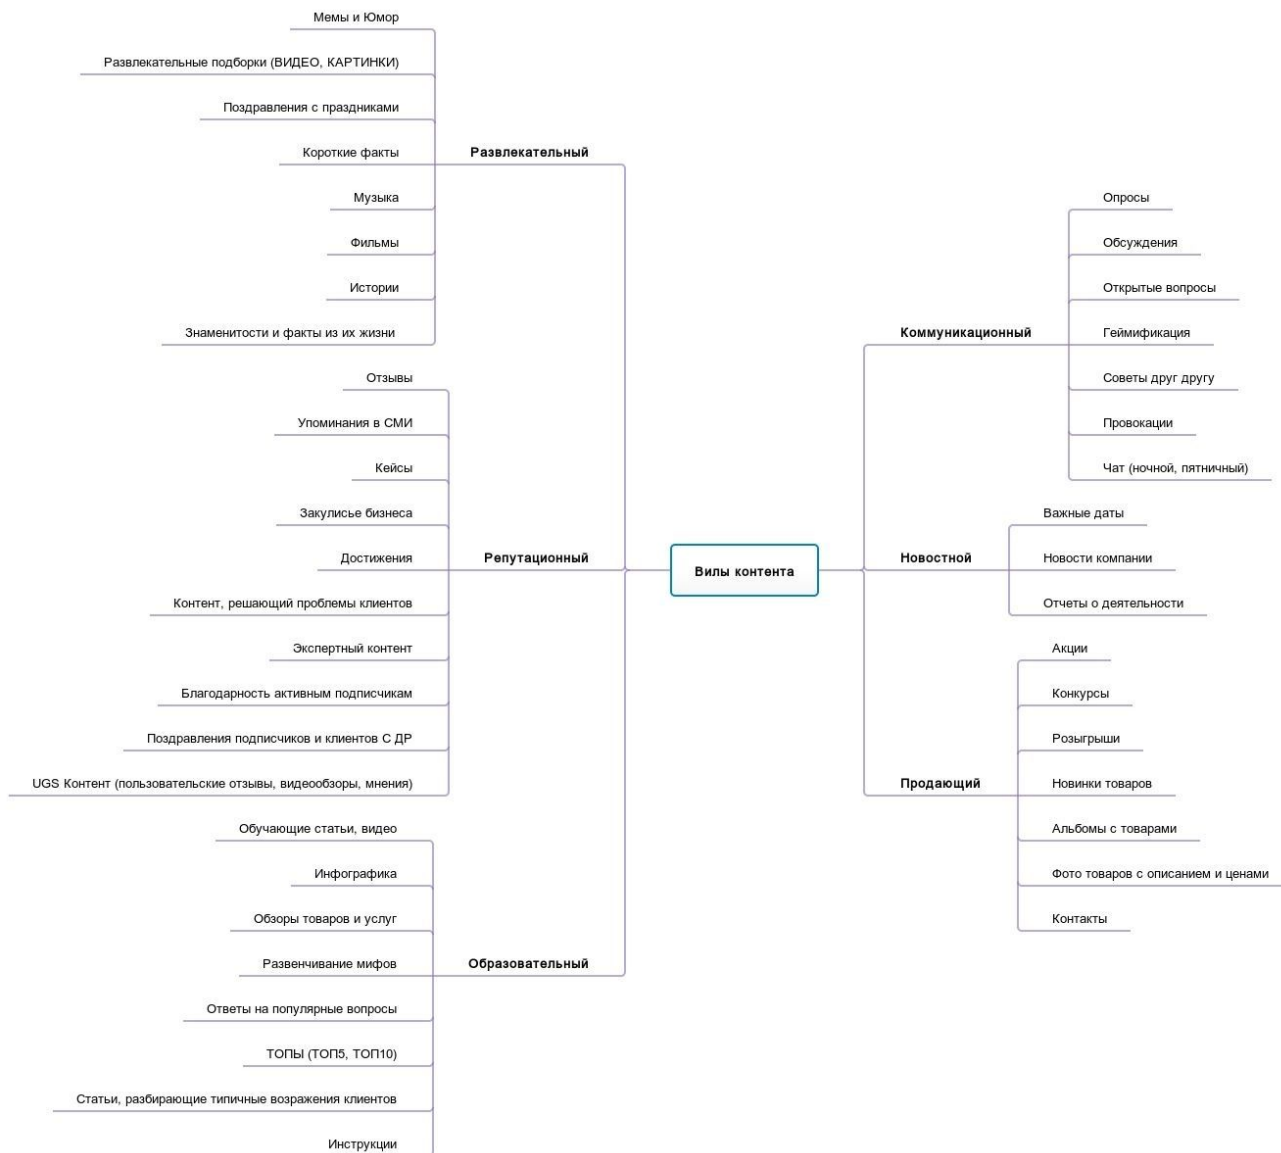 Мемы и Юмор
Развлекательные подборки (ВИДЕО, КАРТИНКИ)
Поздравления с праздниками
Короткие факты
Музыка
Фильмы
Истории
Знаменитости и факты из их жизни
Развлекательный
Отзывы
Упоминания в СМИ
Кейсы
Закулисье бизнеса
Достижения
Контент, решающий проблемы клиентов
Экспертный контент
Благодарность активным подписчикам
Поздравления подписчиков и клиентов С ДР
UGS Контент (пользовательские отзывы, видеообзоры, мнения)
Репутационный
Обучающие статьи, видео
Инфографика
Обзоры товаров и услуг
Развенчивание мифов
Ответы на популярные вопросы
ТОПЫ (ТОП5, ТОП10)
Статьи, разбирающие типичные возражения клиентов
Инструкции
Образовательный
Вилы контента
Коммуникационный
Опросы
Обсуждения
Открытые вопросы
Геймификация
Советы друг другу
Провокации
Чат (ночной, пятничный)
Новостной
Важные даты
Новости компании
Отчеты о деятельности
Продающий
Акции
Конкурсы
Розыгрыши
Новинки товаров
Альбомы с товарами
Фото товаров с описанием и ценами
Контакты